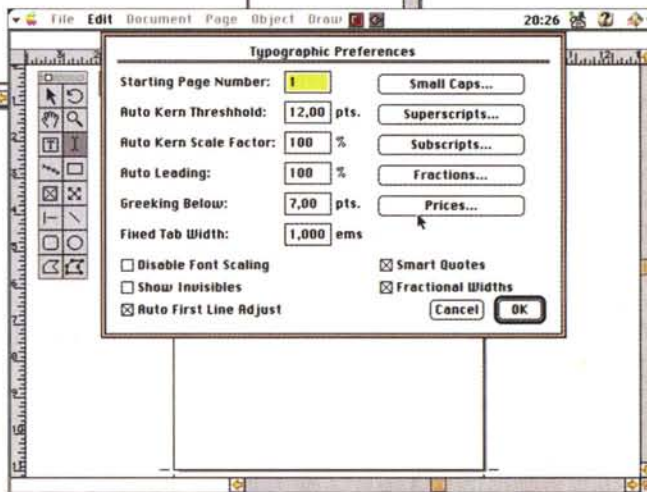 File Edit Document Page Object Draw 20:26
Typographic Preferences
Starting Page Number: 1 Small Caps...
Auto Kern Threshhold: 12,00 pts. Superscripts...
Auto Kern Scale Factor: 100 % Subscripts...
Auto Leading: 100 % Fractions...
Greeking Below: 7,00 pts. Prices...
Fixed Tab Width: 1,000 ems
Disable Font Scaling Smart Quotes
Show Invisibles Fractional Widths
Auto First Line Adjust Cancel OK